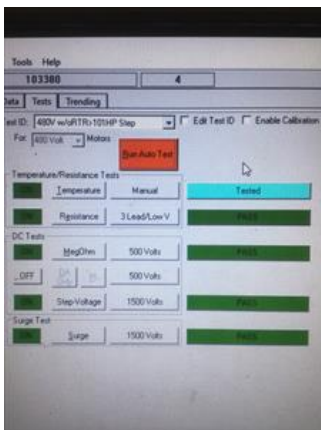 Tools Help
103380 4
Data Tests Trending
Test ID: 480V w/oRTR>101HP Step Edit Test ID Enable Calibration
For: 480 Volt Motors
Run Auto Test
Temperature/Resistance Tests
ON Temperature Manual Tested
ON Resistance 3 Lead/Low V. PASS
DC Tests
ON MegOhm 500 Volts PASS
OFF DA PI 500 Volts
ON Step-Voltage 1500 Volts PASS
Surge Test
ON Surge 1500 Volts PASS